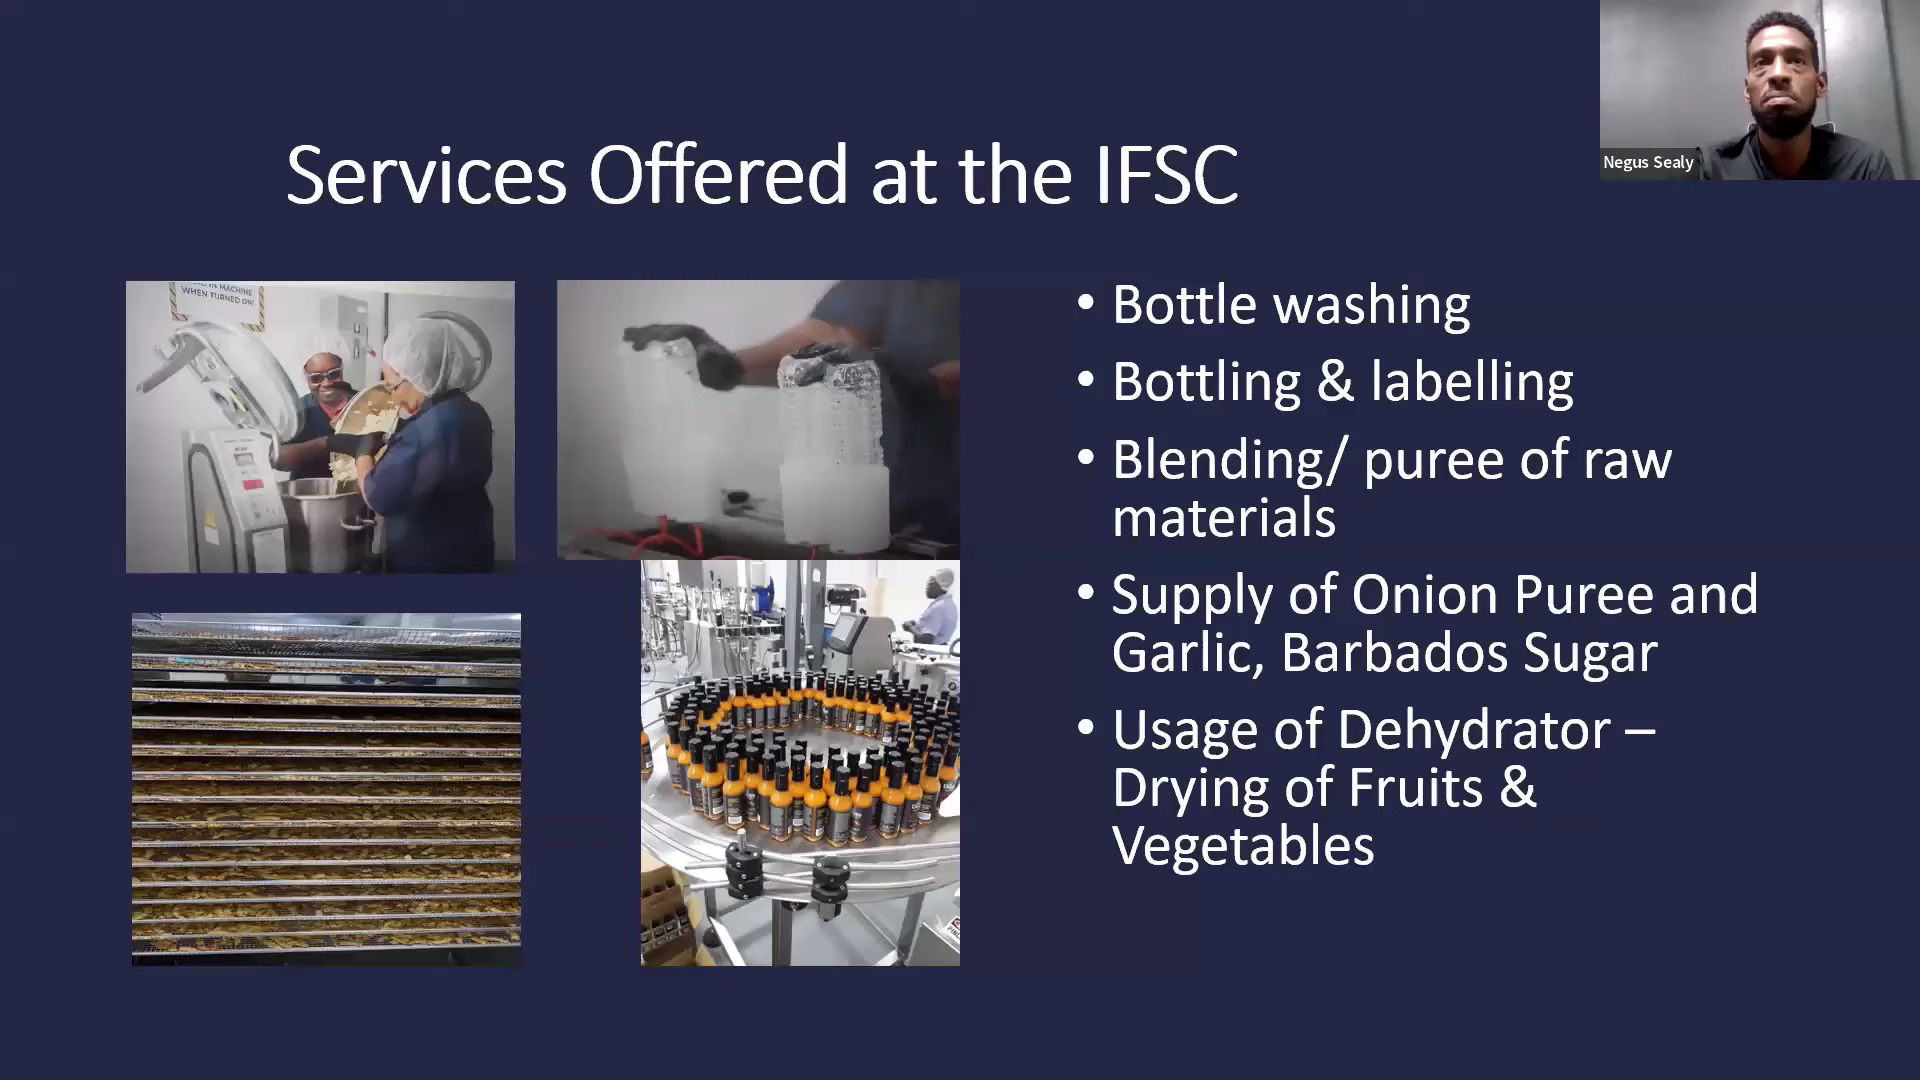 Negus Sealy
Services Offered at the IFSC
WHEN TURNED ON!
• Bottle washing
• Bottling & labelling
• Blending/ puree of raw
materials
• Supply of Onion Puree and
Garlic, Barbados Sugar
• Usage of Dehydrator –
Drying of Fruits &
Vegetables